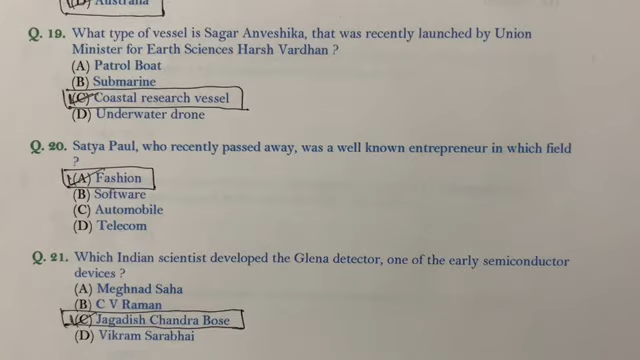 (D) Australia
Q. 19. What type of vessel is Sagar Anveshika, that was recently launched by Union
Minister for Earth Sciences Harsh Vardhan ?
(A) Patrol Boat
(B) Submarine
(C) Coastal research vessel
(D) Underwater drone
Q. 20. Satya Paul, who recently passed away, was a well known entrepreneur in which field
?
(A) Fashion
(B) Software
(C) Automobile
(D) Telecom
Q. 21. Which Indian scientist developed the Glena detector, one of the early semiconductor
devices ?
(A) Meghnad Saha
(B) C V Raman
(C) Jagadish Chandra Bose
(D) Vikram Sarabhai